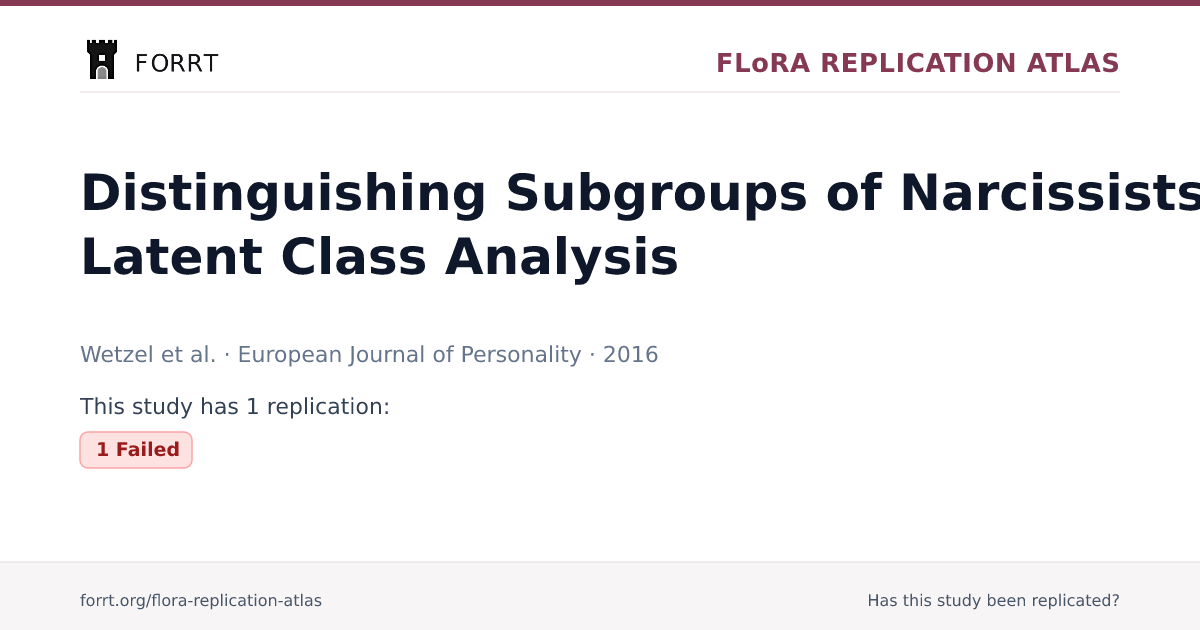 FORRT
FLoRA REPLICATION ATLAS
Distinguishing Subgroups of Narcissists
Latent Class Analysis
Wetzel et al. · European Journal of Personality · 2016
This study has 1 replication:
1 Failed
forrt.org/flora-replication-atlas
Has this study been replicated?